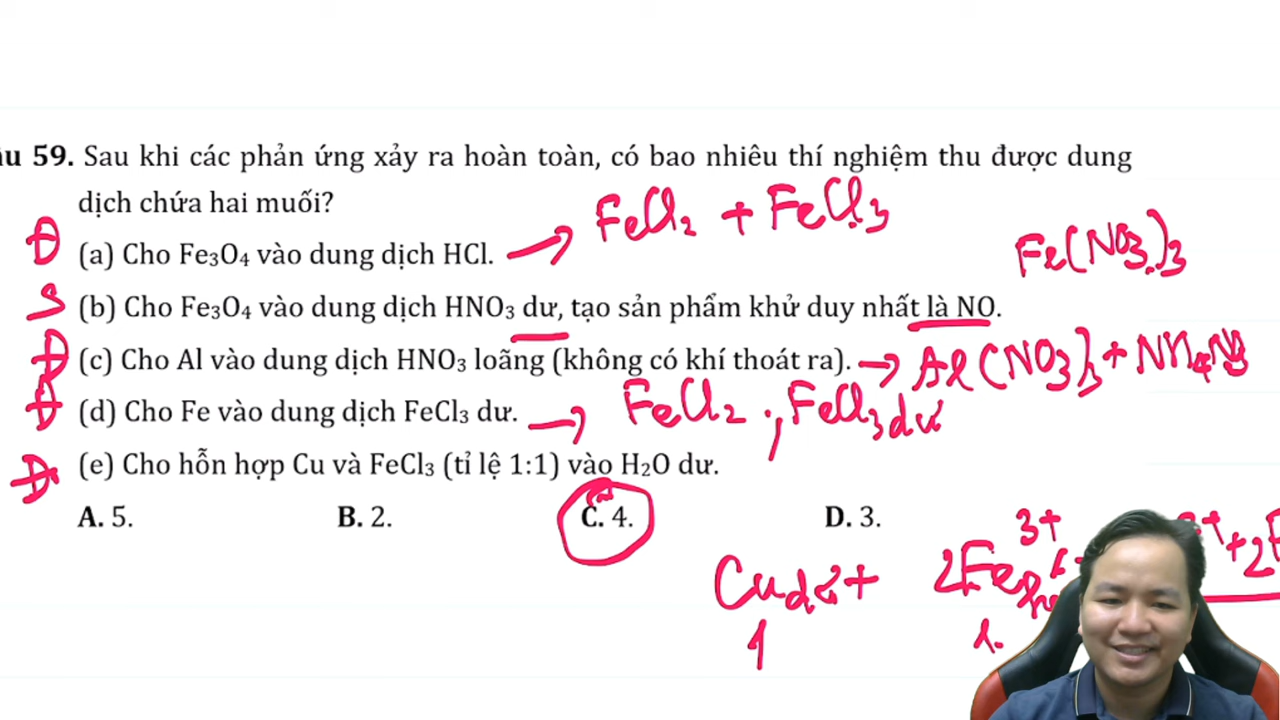 u 59. Sau khi các phản ứng xảy ra hoàn toàn, có bao nhiêu thí nghiệm thu được dung
dịch chứa hai muối?
FeCl2 + FeCl3
Đ (a) Cho Fe₃O₄ vào dung dịch HCl. →
Fe(NO3)3
S (b) Cho Fe₃O₄ vào dung dịch HNO₃ dư, tạo sản phẩm khử duy nhất là NO.
Đ (c) Cho Al vào dung dịch HNO₃ loãng (không có khí thoát ra). → Al(NO3)3 + NH4NO3
Đ (d) Cho Fe vào dung dịch FeCl₃ dư. → FeCl2 ; FeCl3 dư
Đ (e) Cho hỗn hợp Cu và FeCl₃ (tỉ lệ 1:1) vào H₂O dư.
A. 5. B. 2. C. 4. D. 3.
Cu dư + 2Fe3+ + 2F
1 1